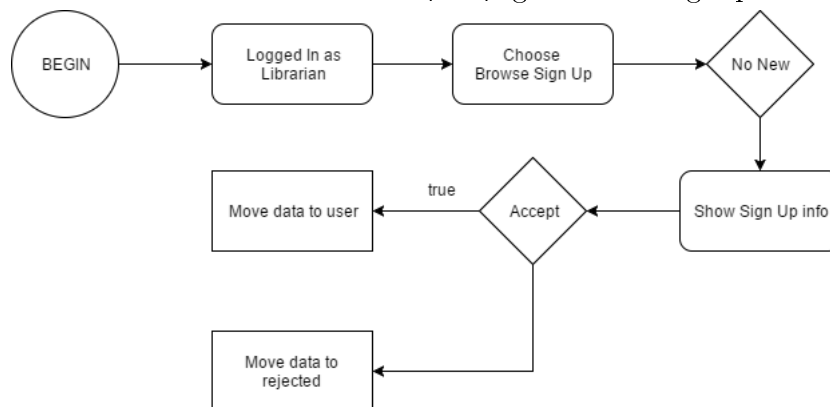 BEGIN
Logged In as
Librarian
Choose
Browse Sign Up
No New
Show Sign Up info
Accept
true
Move data to user
Move data to
rejected